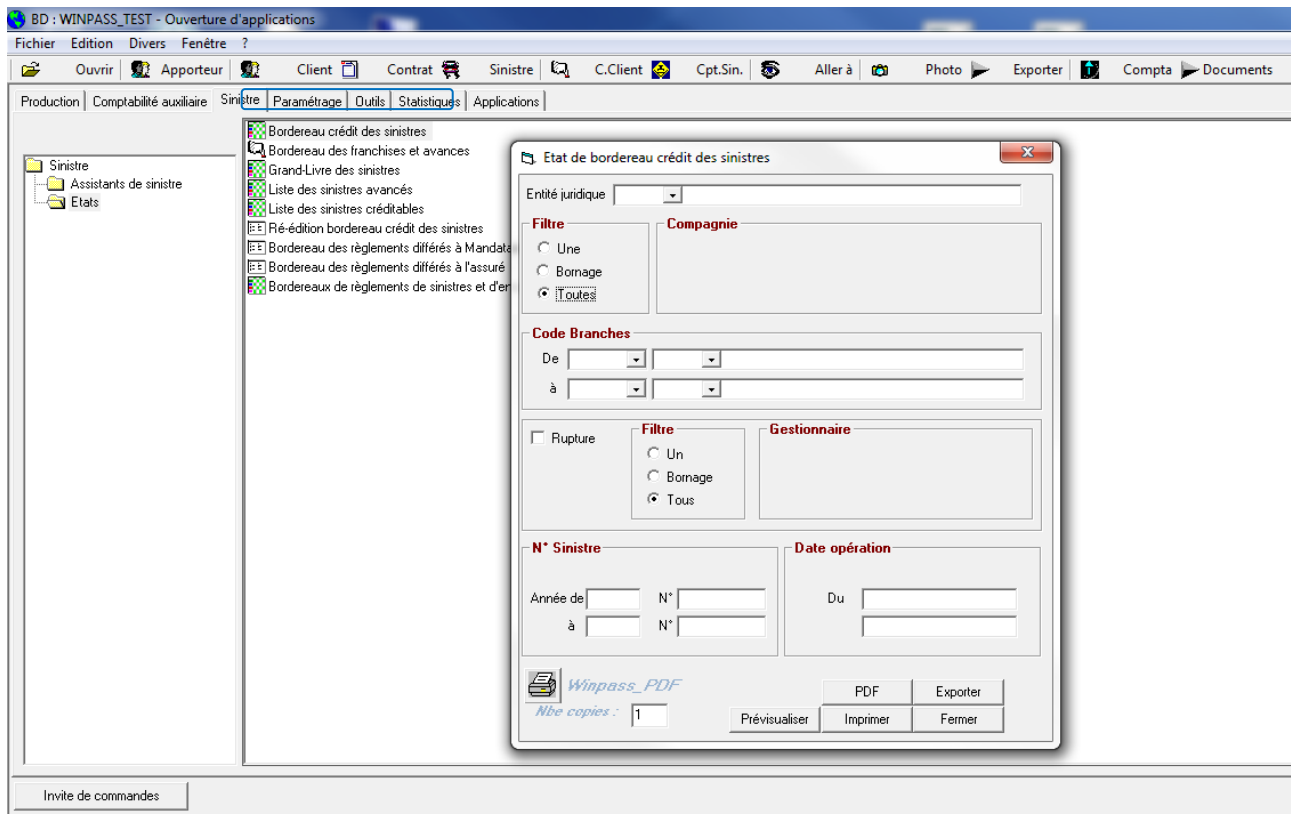 BD : WINPASS_TEST - Ouverture d'applications
Fichier Edition Divers Fenêtre ?
Ouvrir Apporteur Client Contrat Sinistre C.Client Cpt.Sin. Aller à Photo Exporter Compta Documents
Production Comptabilité auxiliaire Sinistre Paramétrage Outils Statistiques Applications
Sinistre
Assistants de sinistre
Etats
Bordereau crédit des sinistres
Bordereau des franchises et avances
Grand-Livre des sinistres
Liste des sinistres avancés
Liste des sinistres créditables
Ré-édition bordereau crédit des sinistres
Bordereau des règlements différés à Mandata
Bordereau des règlements différés à l'assuré
Bordereaux de règlements de sinistres et d'er
Etat de bordereau crédit des sinistres
Entité juridique
Filtre Compagnie
Une
Bornage
Toutes
Code Branches
De
à
Rupture Filtre Gestionnaire
Un
Bornage
Tous
N° Sinistre Date opération
Année de N° Du
à N°
Winpass_PDF
PDF Exporter
Nbe copies : 1
Prévisualiser Imprimer Fermer
Invite de commandes